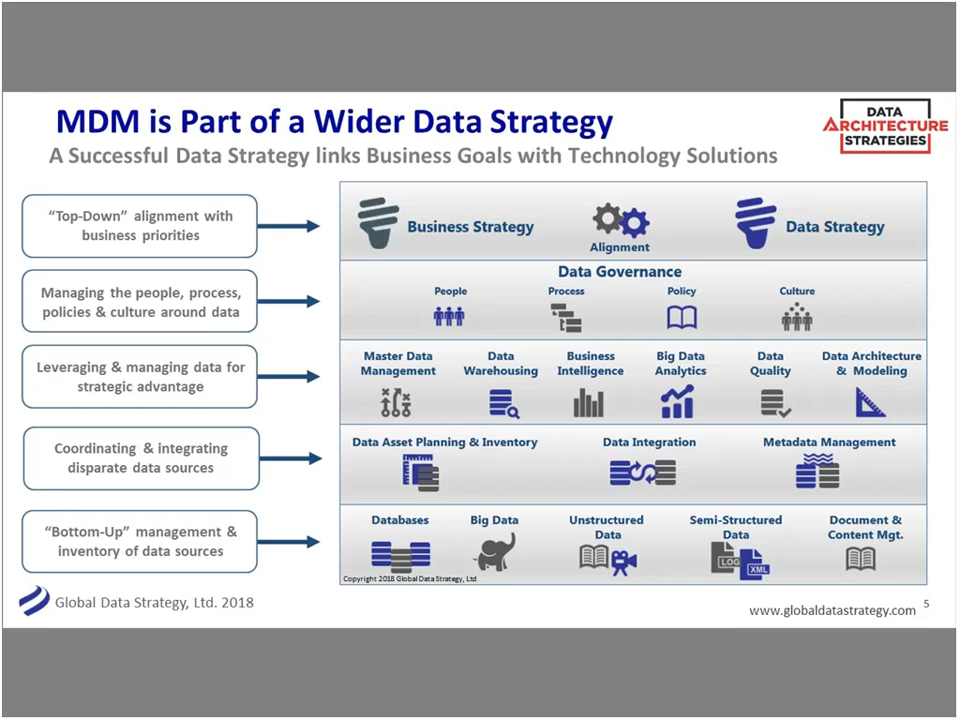 MDM is Part of a Wider Data Strategy
A Successful Data Strategy links Business Goals with Technology Solutions
DATA
ARCHITECTURE
STRATEGIES
“Top-Down” alignment with
business priorities
Business Strategy
Alignment
Data Strategy
Managing the people, process,
policies & culture around data
Data Governance
People
Process
Policy
Culture
Leveraging & managing data for
strategic advantage
Master Data
Management
Data
Warehousing
Business
Intelligence
Big Data
Analytics
Data
Quality
Data Architecture
& Modeling
Coordinating & integrating
disparate data sources
Data Asset Planning & Inventory
Data Integration
Metadata Management
“Bottom-Up” management &
inventory of data sources
Databases
Big Data
Unstructured
Data
Semi-Structured
Data
LOG
XML
Document &
Content Mgt.
Copyright 2018 Global Data Strategy, Ltd
Global Data Strategy, Ltd. 2018
www.globaldatastrategy.com
5